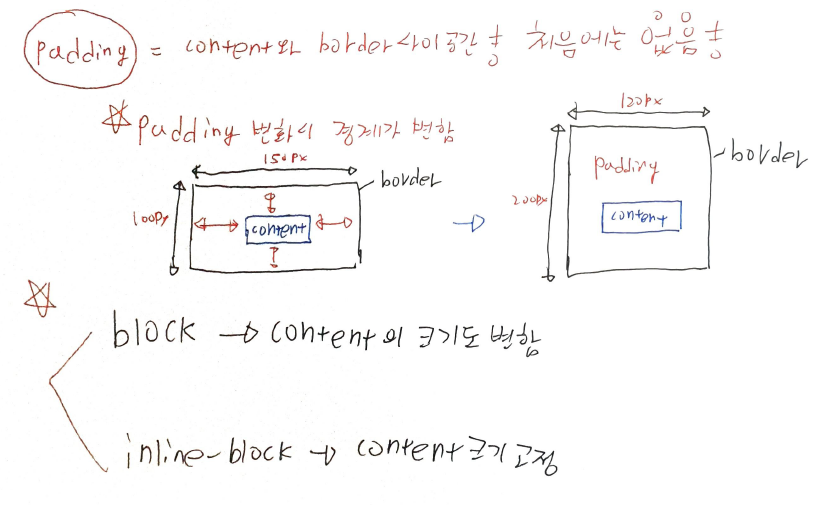 padding = content와 border 사이 공간 총 처음에는 없음
☆ padding 변화시 경계가 변함
150px
border
100px
content
120px
border
padding
200px
content
☆
block → content의 크기도 변함
inline-block → content 크기 고정